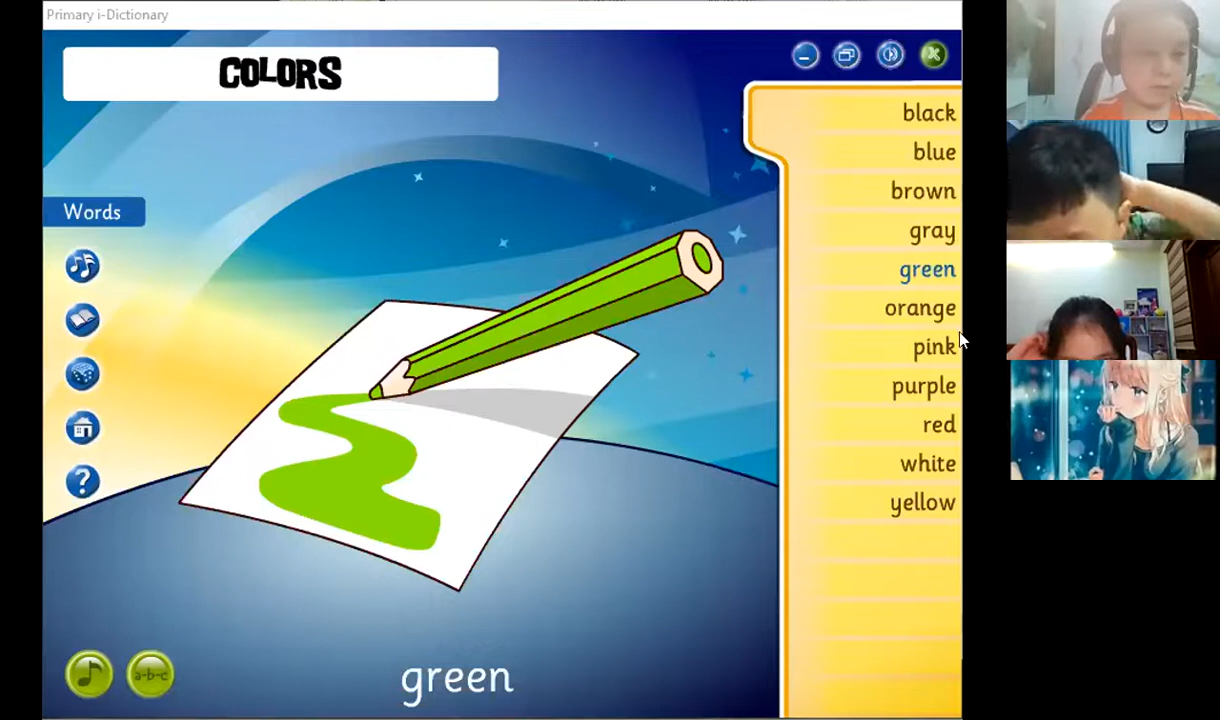 Primary i-Dictionary
COLORS
Words
black
blue
brown
gray
green
orange
pink
purple
red
white
yellow
a-b-c
green